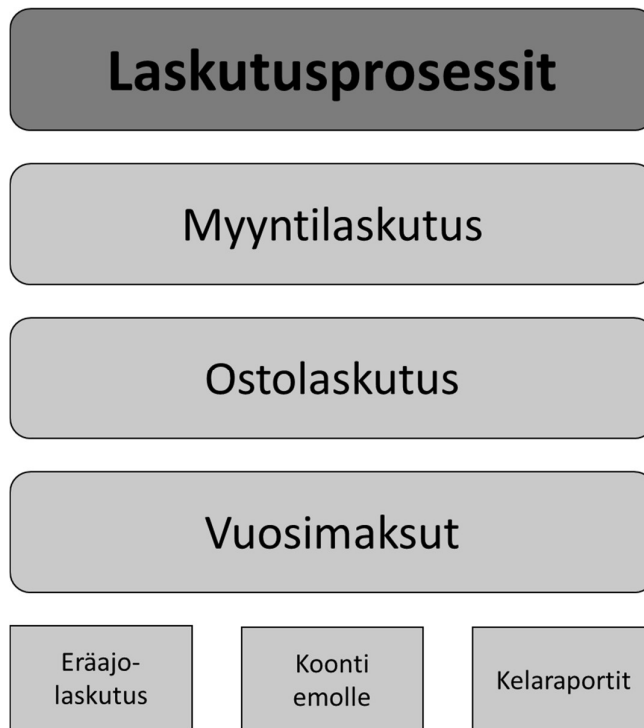 Laskutusprosessit
Myyntilaskutus
Ostolaskutus
Vuosimaksut
Eräajo-
laskutus
Koonti
emolle
Kelaraportit